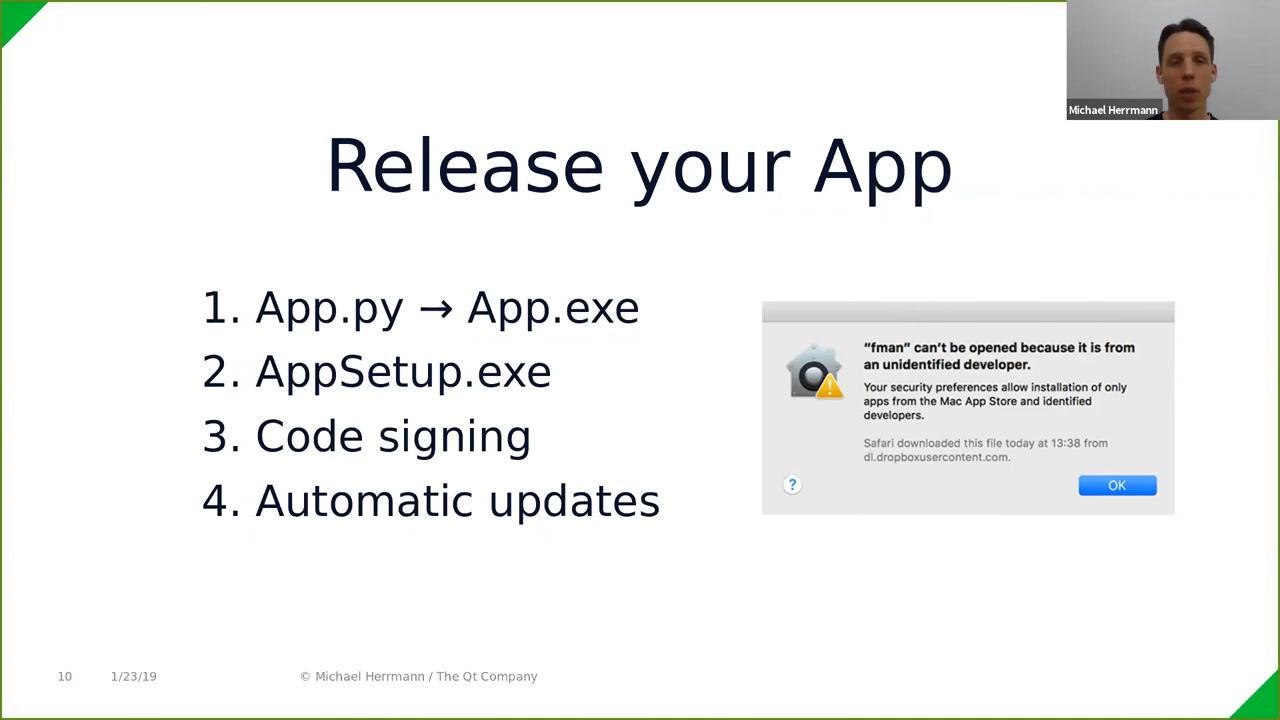 Michael Herrmann
Release your App
1. App.py → App.exe
2. AppSetup.exe
3. Code signing
4. Automatic updates
“fman” can’t be opened because it is from
an unidentified developer.
Your security preferences allow installation of only
apps from the Mac App Store and identified
developers.
Safari downloaded this file today at 13:38 from
dl.dropboxusercontent.com.
?
OK
10 1/23/19 © Michael Herrmann / The Qt Company